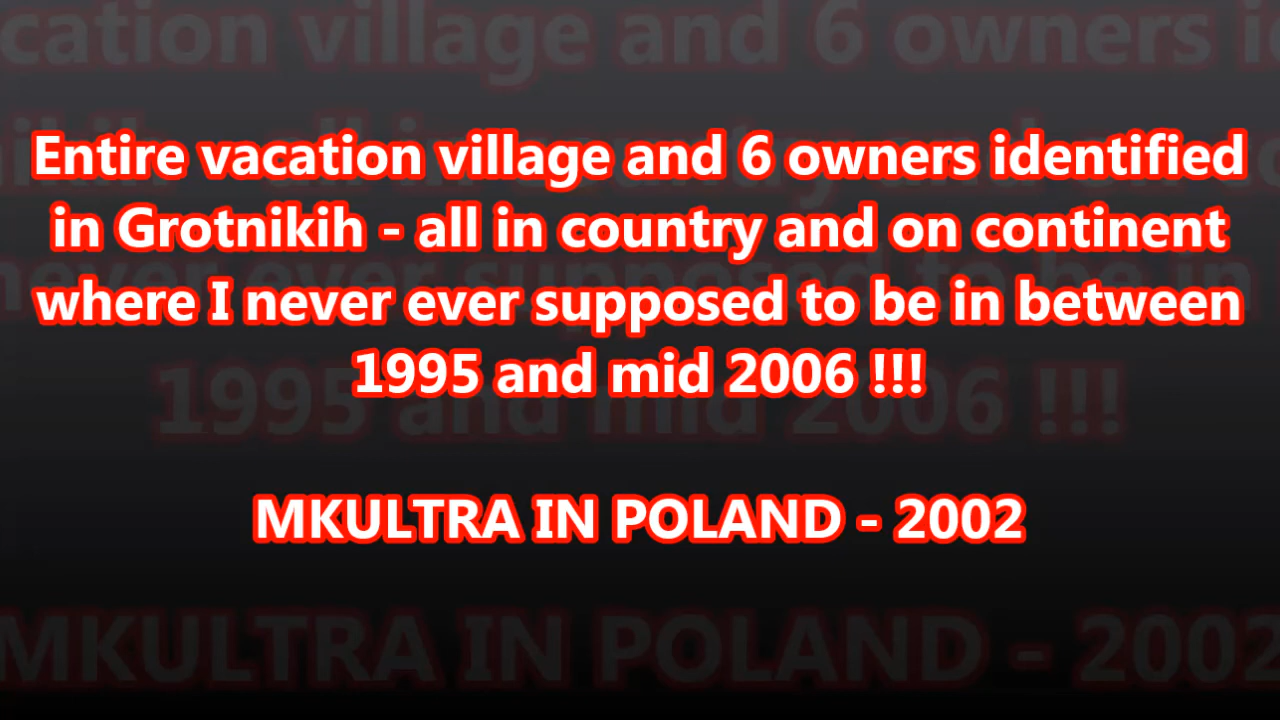 Entire vacation village and 6 owners identified
in Grotnikih - all in country and on continent
where I never ever supposed to be in between
1995 and mid 2006 !!!
MKULTRA IN POLAND - 2002